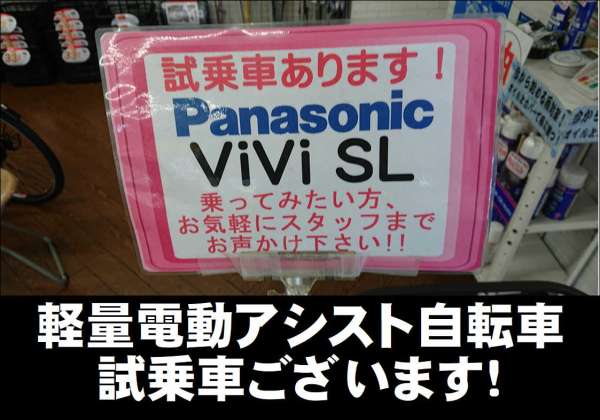 試乗車あります!
Panasonic
ViVi SL
乗ってみたい方、
お気軽にスタッフまで
お声かけ下さい!!
軽量電動アシスト自転車
試乗車ございます!